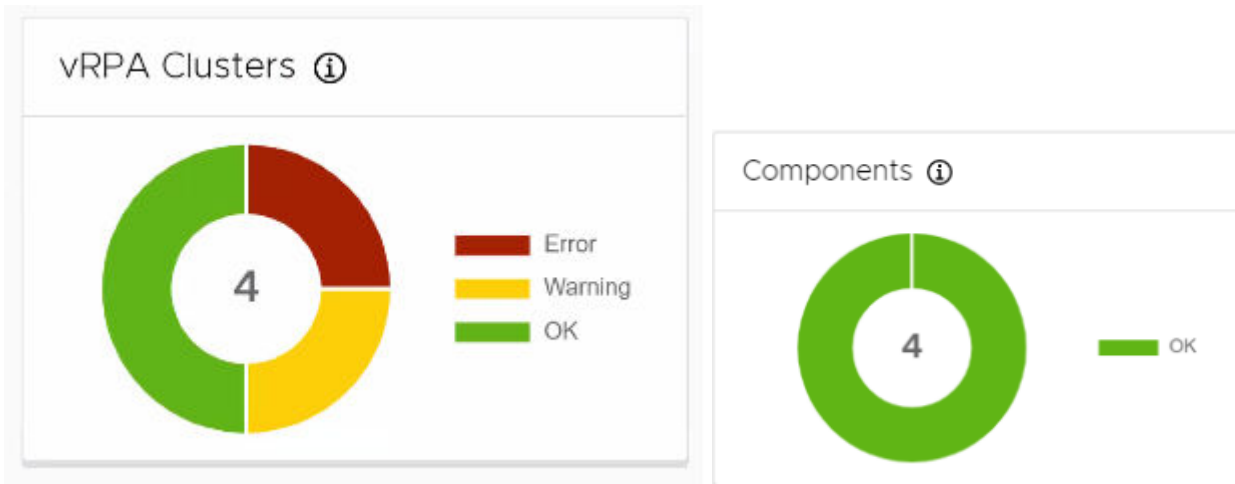 vRPA Clusters
4
Error
Warning
OK
Components
4
OK